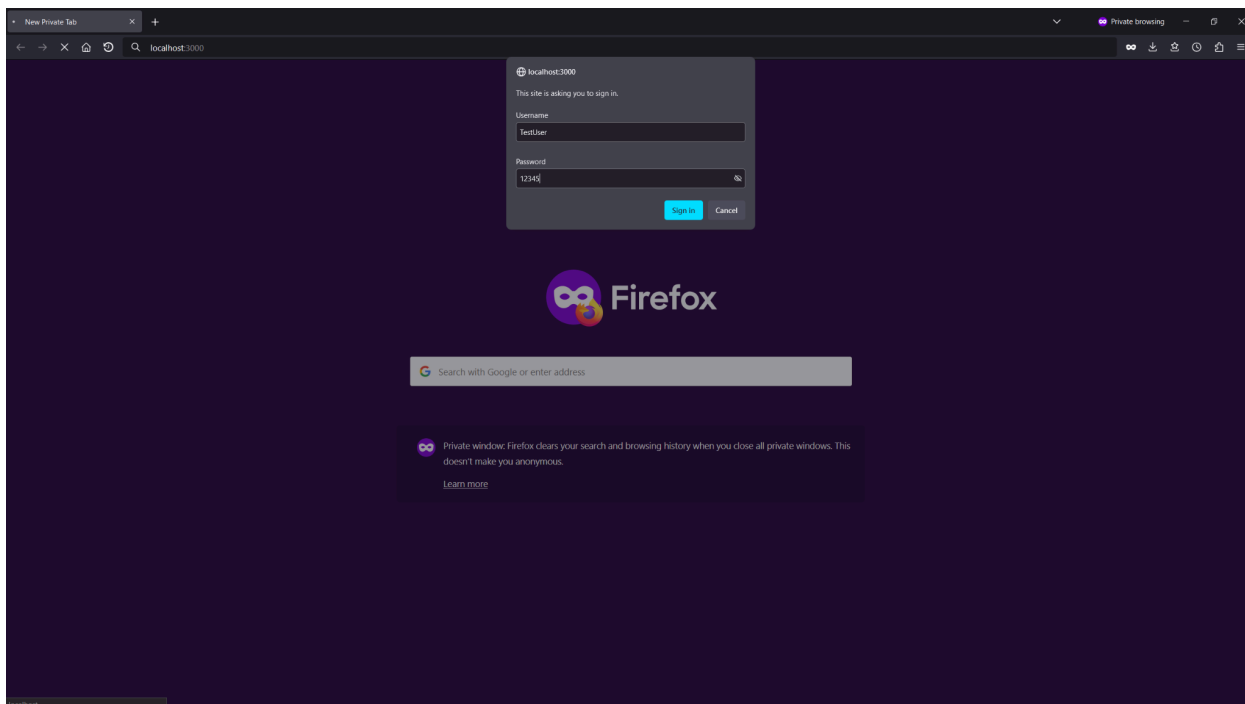 New Private Tab
Private browsing
localhost:3000
localhost:3000
This site is asking you to sign in.
Username
TestUser
Password
12345
Sign in
Cancel
Firefox
Search with Google or enter address
Private window: Firefox clears your search and browsing history when you close all private windows. This
doesn't make you anonymous.
Learn more